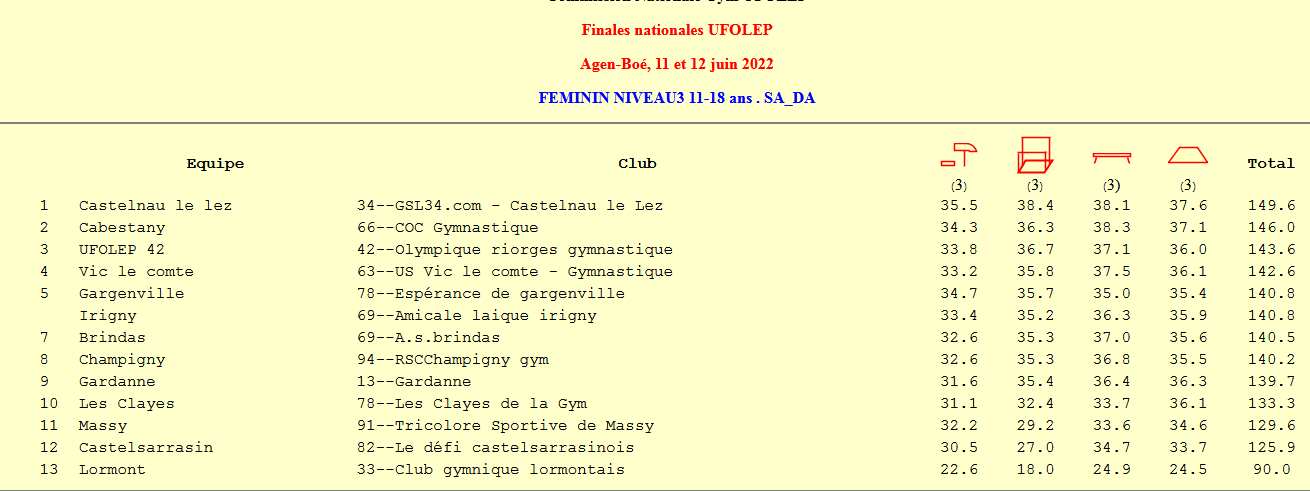 Finales nationales UFOLEP
Agen-Boé, 11 et 12 juin 2022
FEMININ NIVEAU3 11-18 ans . SA_DA
Equipe Club Total
(3) (3) (3) (3)
1 Castelnau le lez 34--GSL34.com - Castelnau le Lez 35.5 38.4 38.1 37.6 149.6
2 Cabestany 66--COC Gymnastique 34.3 36.3 38.3 37.1 146.0
3 UFOLEP 42 42--Olympique riorges gymnastique 33.8 36.7 37.1 36.0 143.6
4 Vic le comte 63--US Vic le comte - Gymnastique 33.2 35.8 37.5 36.1 142.6
5 Gargenville 78--Espérance de gargenville 34.7 35.7 35.0 35.4 140.8
Irigny 69--Amicale laique irigny 33.4 35.2 36.3 35.9 140.8
7 Brindas 69--A.s.brindas 32.6 35.3 37.0 35.6 140.5
8 Champigny 94--RSCChampigny gym 32.6 35.3 36.8 35.5 140.2
9 Gardanne 13--Gardanne 31.6 35.4 36.4 36.3 139.7
10 Les Clayes 78--Les Clayes de la Gym 31.1 32.4 33.7 36.1 133.3
11 Massy 91--Tricolore Sportive de Massy 32.2 29.2 33.6 34.6 129.6
12 Castelsarrasin 82--Le défi castelsarrasinois 30.5 27.0 34.7 33.7 125.9
13 Lormont 33--Club gymnique lormontais 22.6 18.0 24.9 24.5 90.0